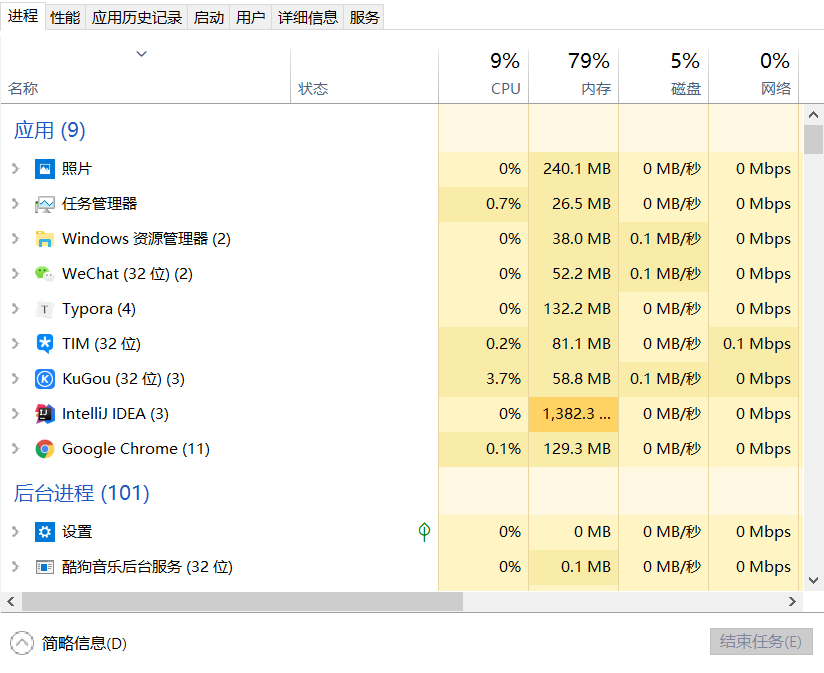 进程 性能 应用历史记录 启动 用户 详细信息 服务
9% 79% 5% 0%
名称 状态 CPU 内存 磁盘 网络
应用 (9)
照片 0% 240.1 MB 0 MB/秒 0 Mbps
任务管理器 0.7% 26.5 MB 0 MB/秒 0 Mbps
Windows 资源管理器 (2) 0% 38.0 MB 0.1 MB/秒 0 Mbps
WeChat (32 位) (2) 0% 52.2 MB 0.1 MB/秒 0 Mbps
T Typora (4) 0% 132.2 MB 0 MB/秒 0 Mbps
TIM (32 位) 0.2% 81.1 MB 0 MB/秒 0.1 Mbps
K KuGou (32 位) (3) 3.7% 58.8 MB 0.1 MB/秒 0 Mbps
IJ IntelliJ IDEA (3) 0% 1,382.3 ... 0 MB/秒 0 Mbps
Google Chrome (11) 0.1% 129.3 MB 0 MB/秒 0 Mbps
后台进程 (101)
设置 0% 0 MB 0 MB/秒 0 Mbps
酷狗音乐后台服务 (32 位) 0% 0.1 MB 0 MB/秒 0 Mbps
简略信息(D) 结束任务(E)